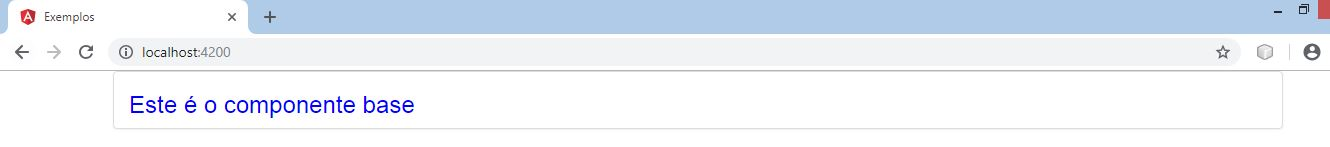 Exemplos
localhost:4200
Este é o componente base